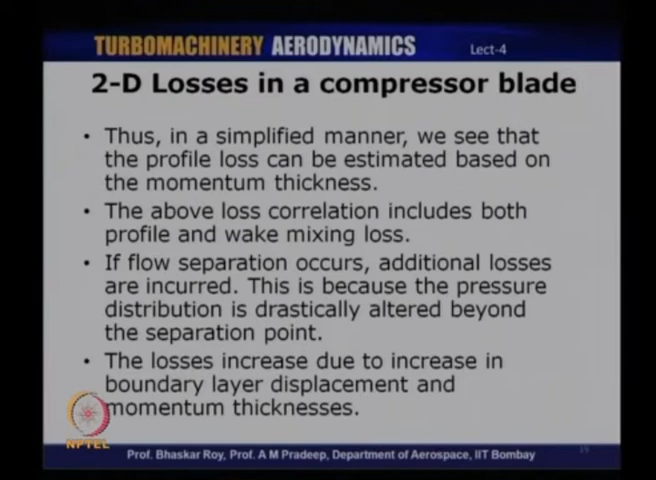 TURBOMACHINERY AERODYNAMICS Lect-4
2-D Losses in a compressor blade
• Thus, in a simplified manner, we see that
the profile loss can be estimated based on
the momentum thickness.
• The above loss correlation includes both
profile and wake mixing loss.
• If flow separation occurs, additional losses
are incurred. This is because the pressure
distribution is drastically altered beyond
the separation point.
• The losses increase due to increase in
boundary layer displacement and
momentum thicknesses.
NPTEL
Prof. Bhaskar Roy, Prof. A M Pradeep, Department of Aerospace, IIT Bombay